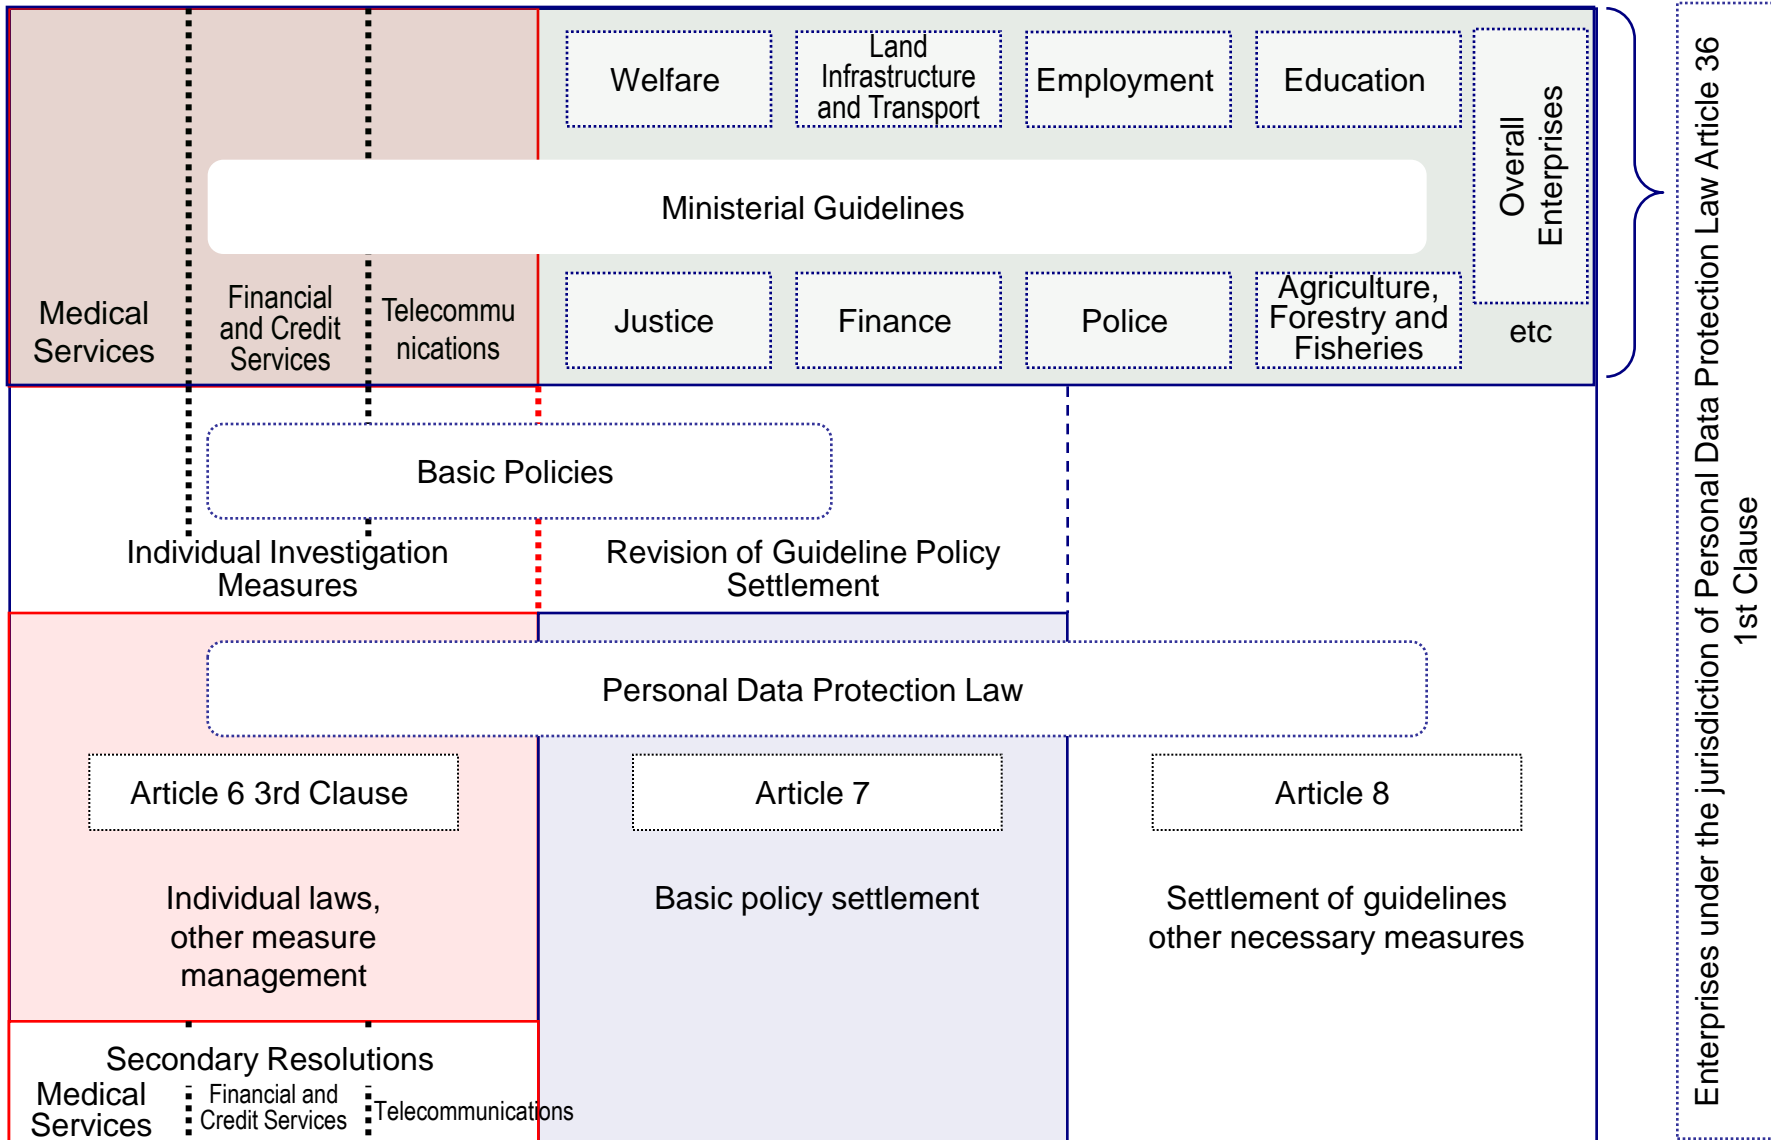 Welfare
Land
Infrastructure
and Transport
Employment
Education
Overall
Enterprises
Ministerial Guidelines
Medical
Services
Financial
and Credit
Services
Telecommu
nications
Justice
Finance
Police
Agriculture,
Forestry and
Fisheries
etc
Basic Policies
Individual Investigation
Measures
Revision of Guideline Policy
Settlement
Personal Data Protection Law
Article 6 3rd Clause
Article 7
Article 8
Individual laws,
other measure
management
Basic policy settlement
Settlement of guidelines
other necessary measures
Secondary Resolutions
Medical
Services
Financial and
Credit Services
Telecommunications
Enterprises under the jurisdiction of Personal Data Protection Law Article 36
1st Clause